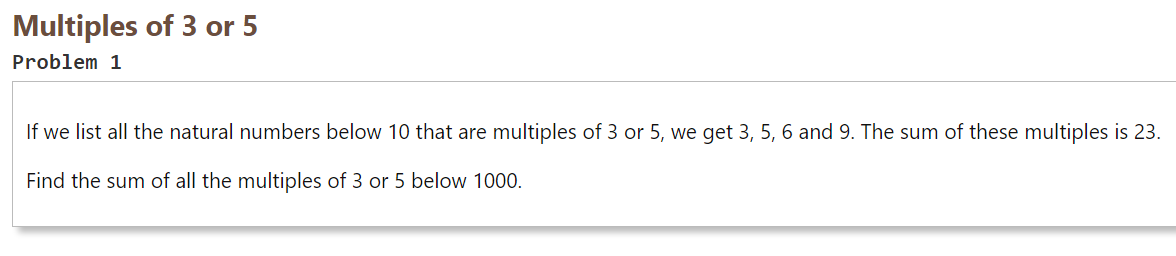 Multiples of 3 or 5
Problem 1
If we list all the natural numbers below 10 that are multiples of 3 or 5, we get 3, 5, 6 and 9. The sum of these multiples is 23.
Find the sum of all the multiples of 3 or 5 below 1000.